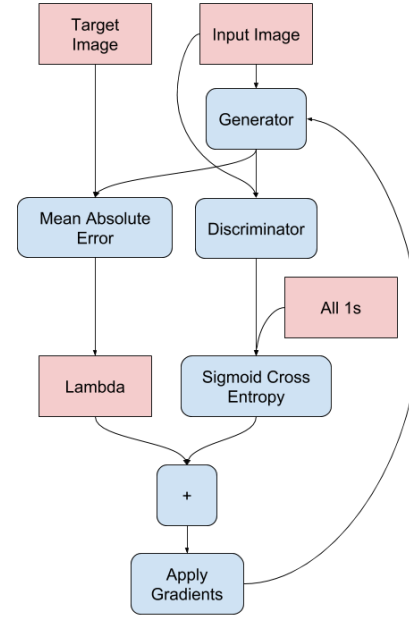 Target
Image
Input Image
Generator
Mean Absolute
Error
Discriminator
All 1s
Lambda
Sigmoid Cross
Entropy
+
Apply
Gradients